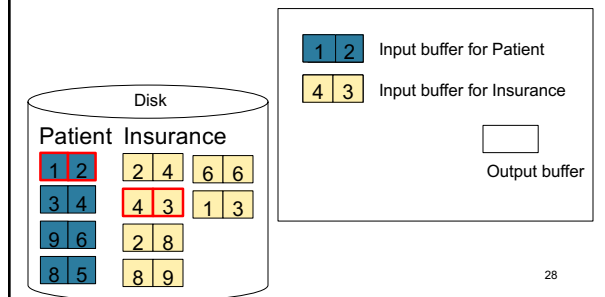 1 2 Input buffer for Patient
4 3 Input buffer for Insurance
Output buffer
Disk
Patient Insurance
1 2 2 4 6 6
3 4 4 3 1 3
9 6 2 8
8 5 8 9
28